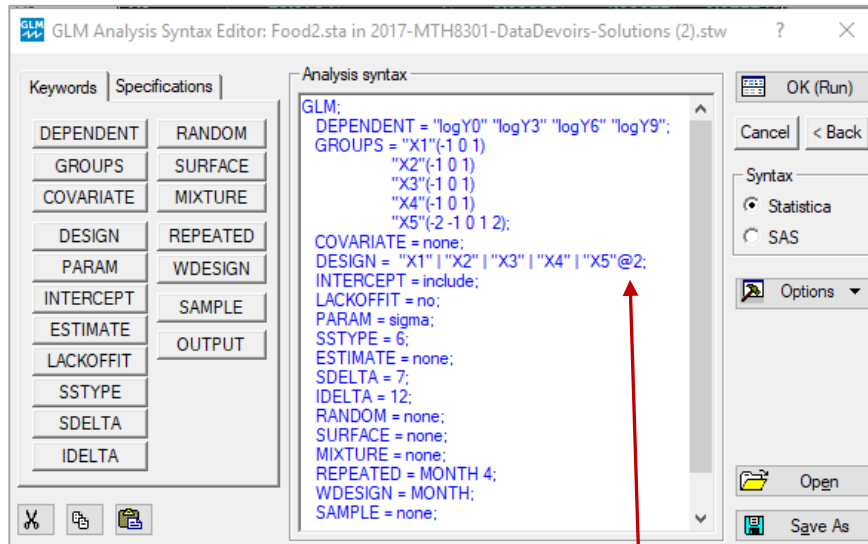 GLM Analysis Syntax Editor: Food2.sta in 2017-MTH8301-DataDevoirs-Solutions (2).stw ?
Keywords Specifications
DEPENDENT RANDOM
GROUPS SURFACE
COVARIATE MIXTURE
DESIGN REPEATED
PARAM WDESIGN
INTERCEPT SAMPLE
ESTIMATE OUTPUT
LACKOFFIT
SSTYPE
SDELTA
IDELTA
Analysis syntax
GLM;
DEPENDENT = "logY0" "logY3" "logY6" "logY9";
GROUPS = "X1"(-1 0 1)
"X2"(-1 0 1)
"X3"(-1 0 1)
"X4"(-1 0 1)
"X5"(-2 -1 0 1 2);
COVARIATE = none;
DESIGN = "X1" | "X2" | "X3" | "X4" | "X5"@2;
INTERCEPT = include;
LACKOFFIT = no;
PARAM = sigma;
SSTYPE = 6;
ESTIMATE = none;
SDELTA = 7;
IDELTA = 12;
RANDOM = none;
SURFACE = none;
MIXTURE = none;
REPEATED = MONTH 4;
WDESIGN = MONTH;
SAMPLE = none;
OK (Run)
Cancel < Back
Syntax
Statistica
SAS
Options
Open
Save As